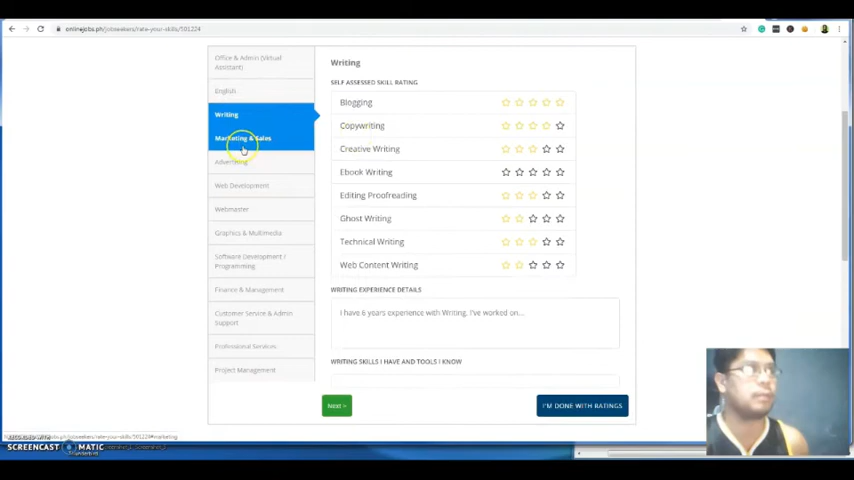 onlinejobs.ph/jobseekers/rate-your-skills/501224
Office & Admin (Virtual
Assistant)
English
Writing
Marketing & Sales
Advertising
Web Development
Webmaster
Graphics & Multimedia
Software Development /
Programming
Finance & Management
Customer Service & Admin
Support
Professional Services
Project Management
Writing
SELF ASSESSED SKILL RATING
Blogging
Copywriting
Creative Writing
Ebook Writing
Editing Proofreading
Ghost Writing
Technical Writing
Web Content Writing
WRITING EXPERIENCE DETAILS
I have 6 years experience with Writing. I've worked on...
WRITING SKILLS I HAVE AND TOOLS I KNOW
Next >
I'M DONE WITH RATINGS
RECORDED WITH
SCREENCAST MATIC
Thunderbird